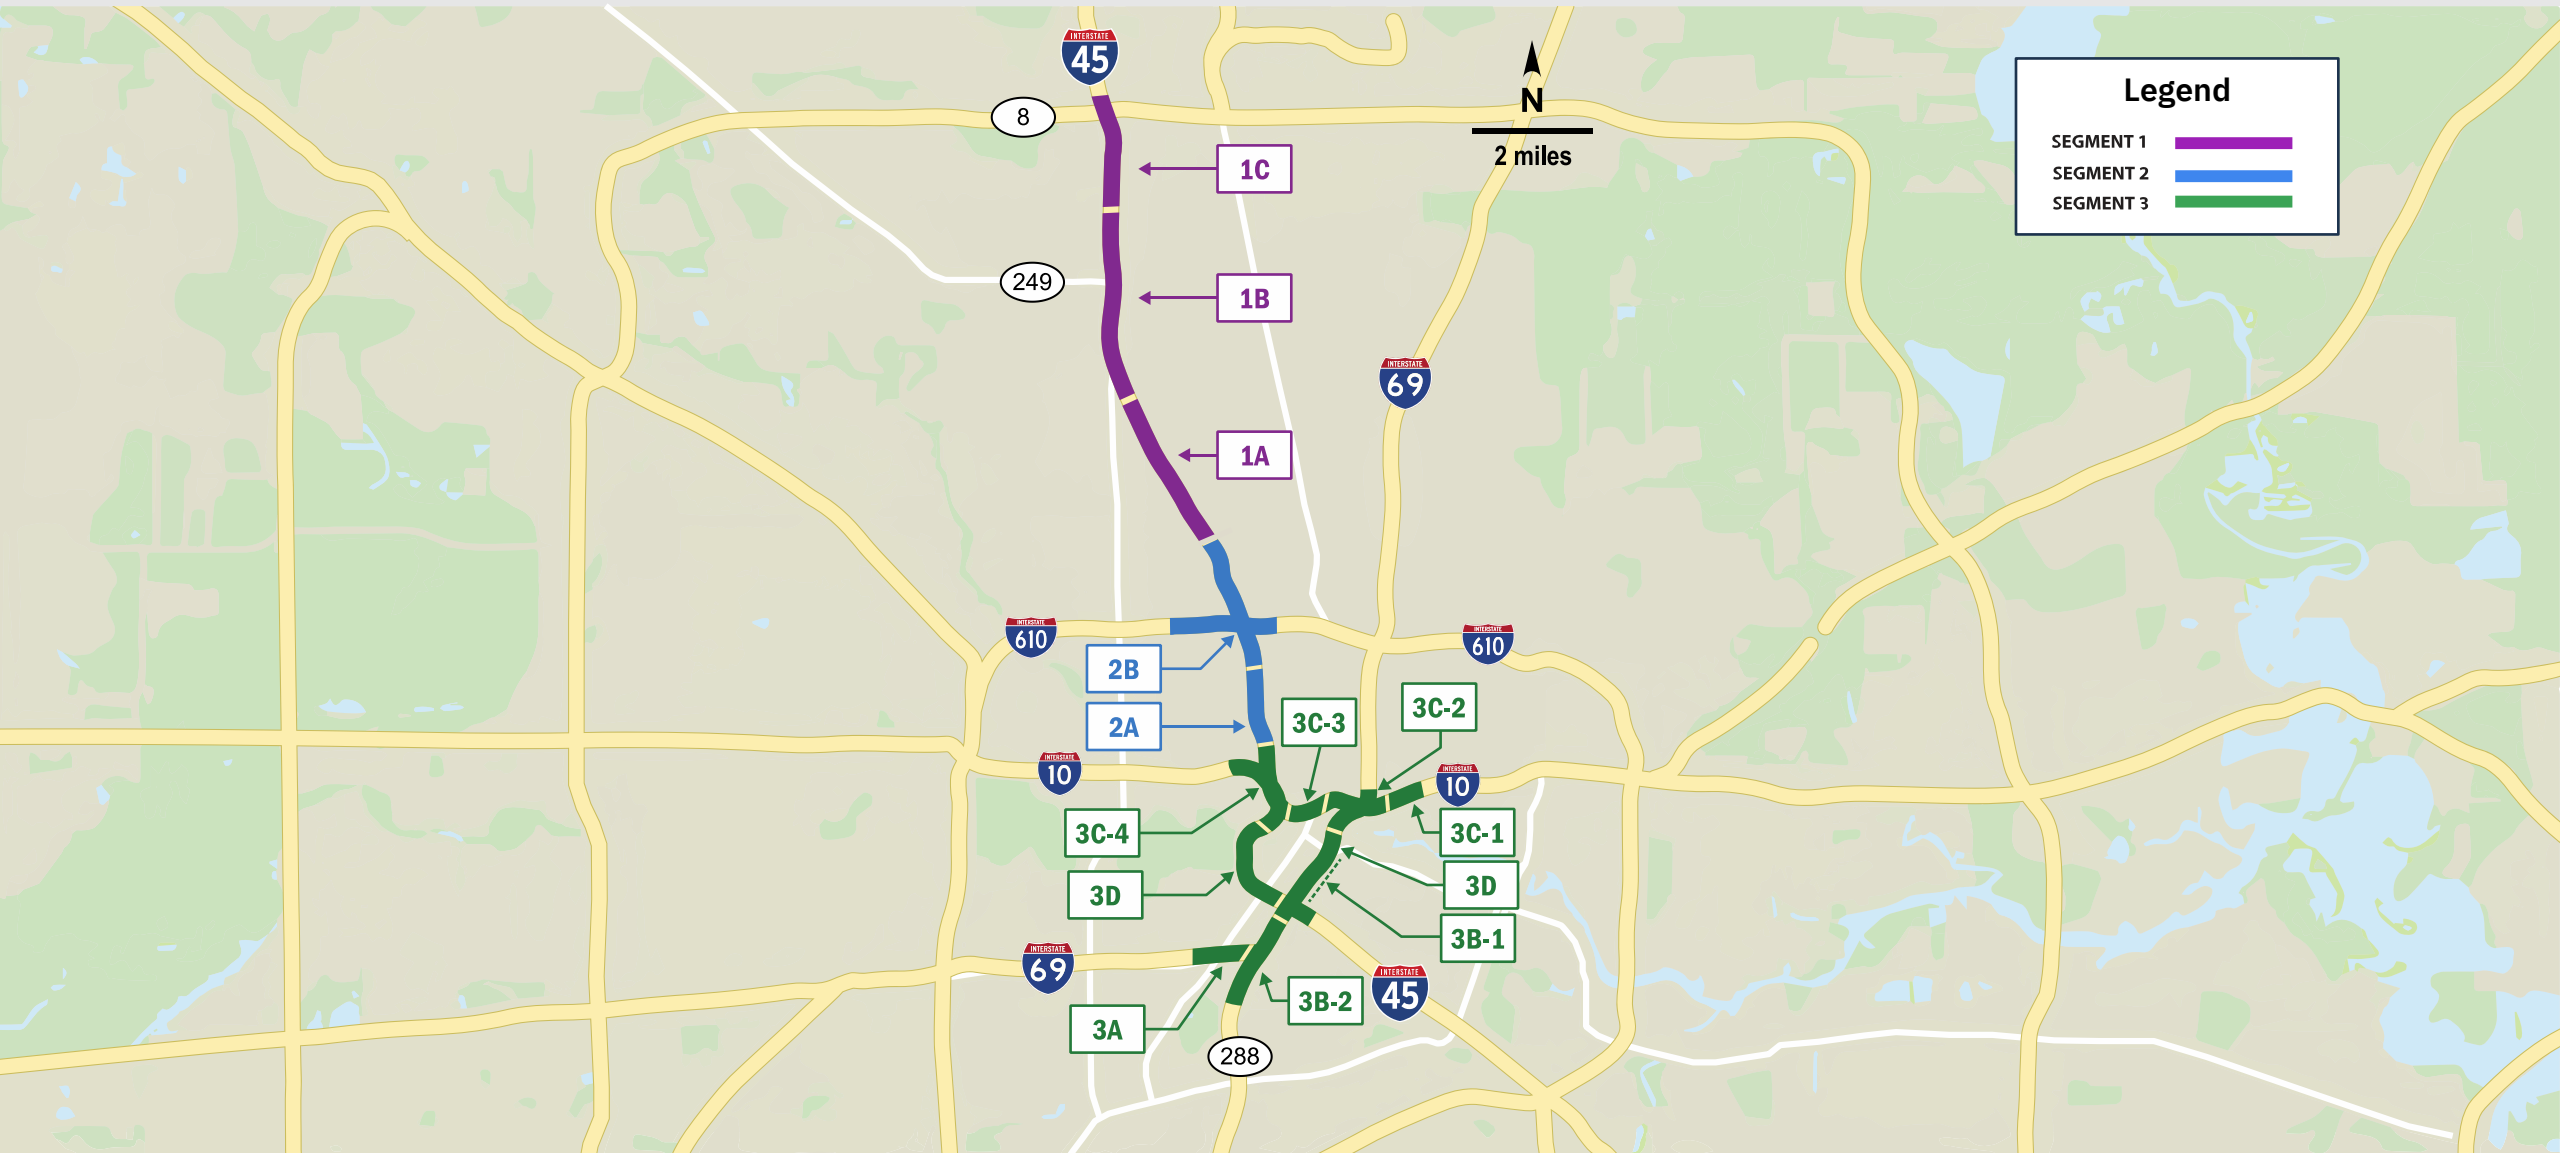 INTERSTATE
45
8
N
2 miles
Legend
SEGMENT 1
SEGMENT 2
SEGMENT 3
1C
249
1B
INTERSTATE
69
1A
INTERSTATE
610
INTERSTATE
610
2B
2A
3C-3
3C-2
INTERSTATE
10
INTERSTATE
10
3C-4
3C-1
3D
3D
3B-1
INTERSTATE
69
INTERSTATE
45
3B-2
3A
288